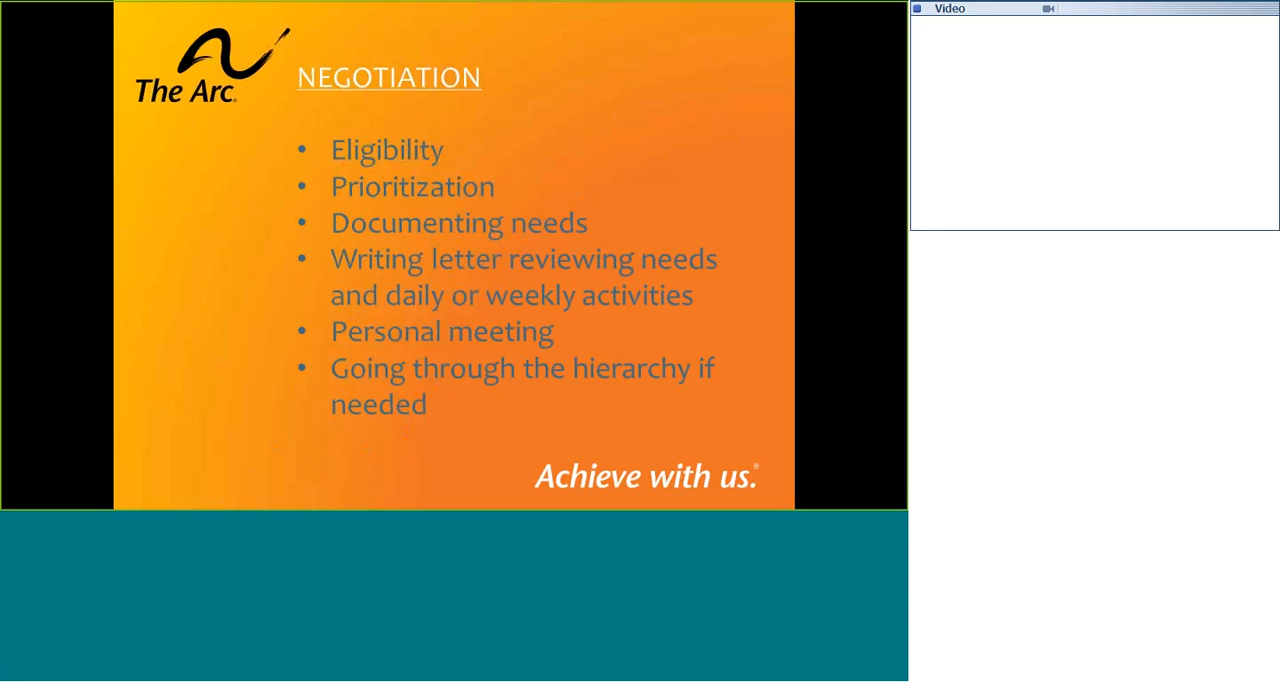 Video
The Arc®
NEGOTIATION
• Eligibility
• Prioritization
• Documenting needs
• Writing letter reviewing needs
and daily or weekly activities
• Personal meeting
• Going through the hierarchy if
needed
Achieve with us.®